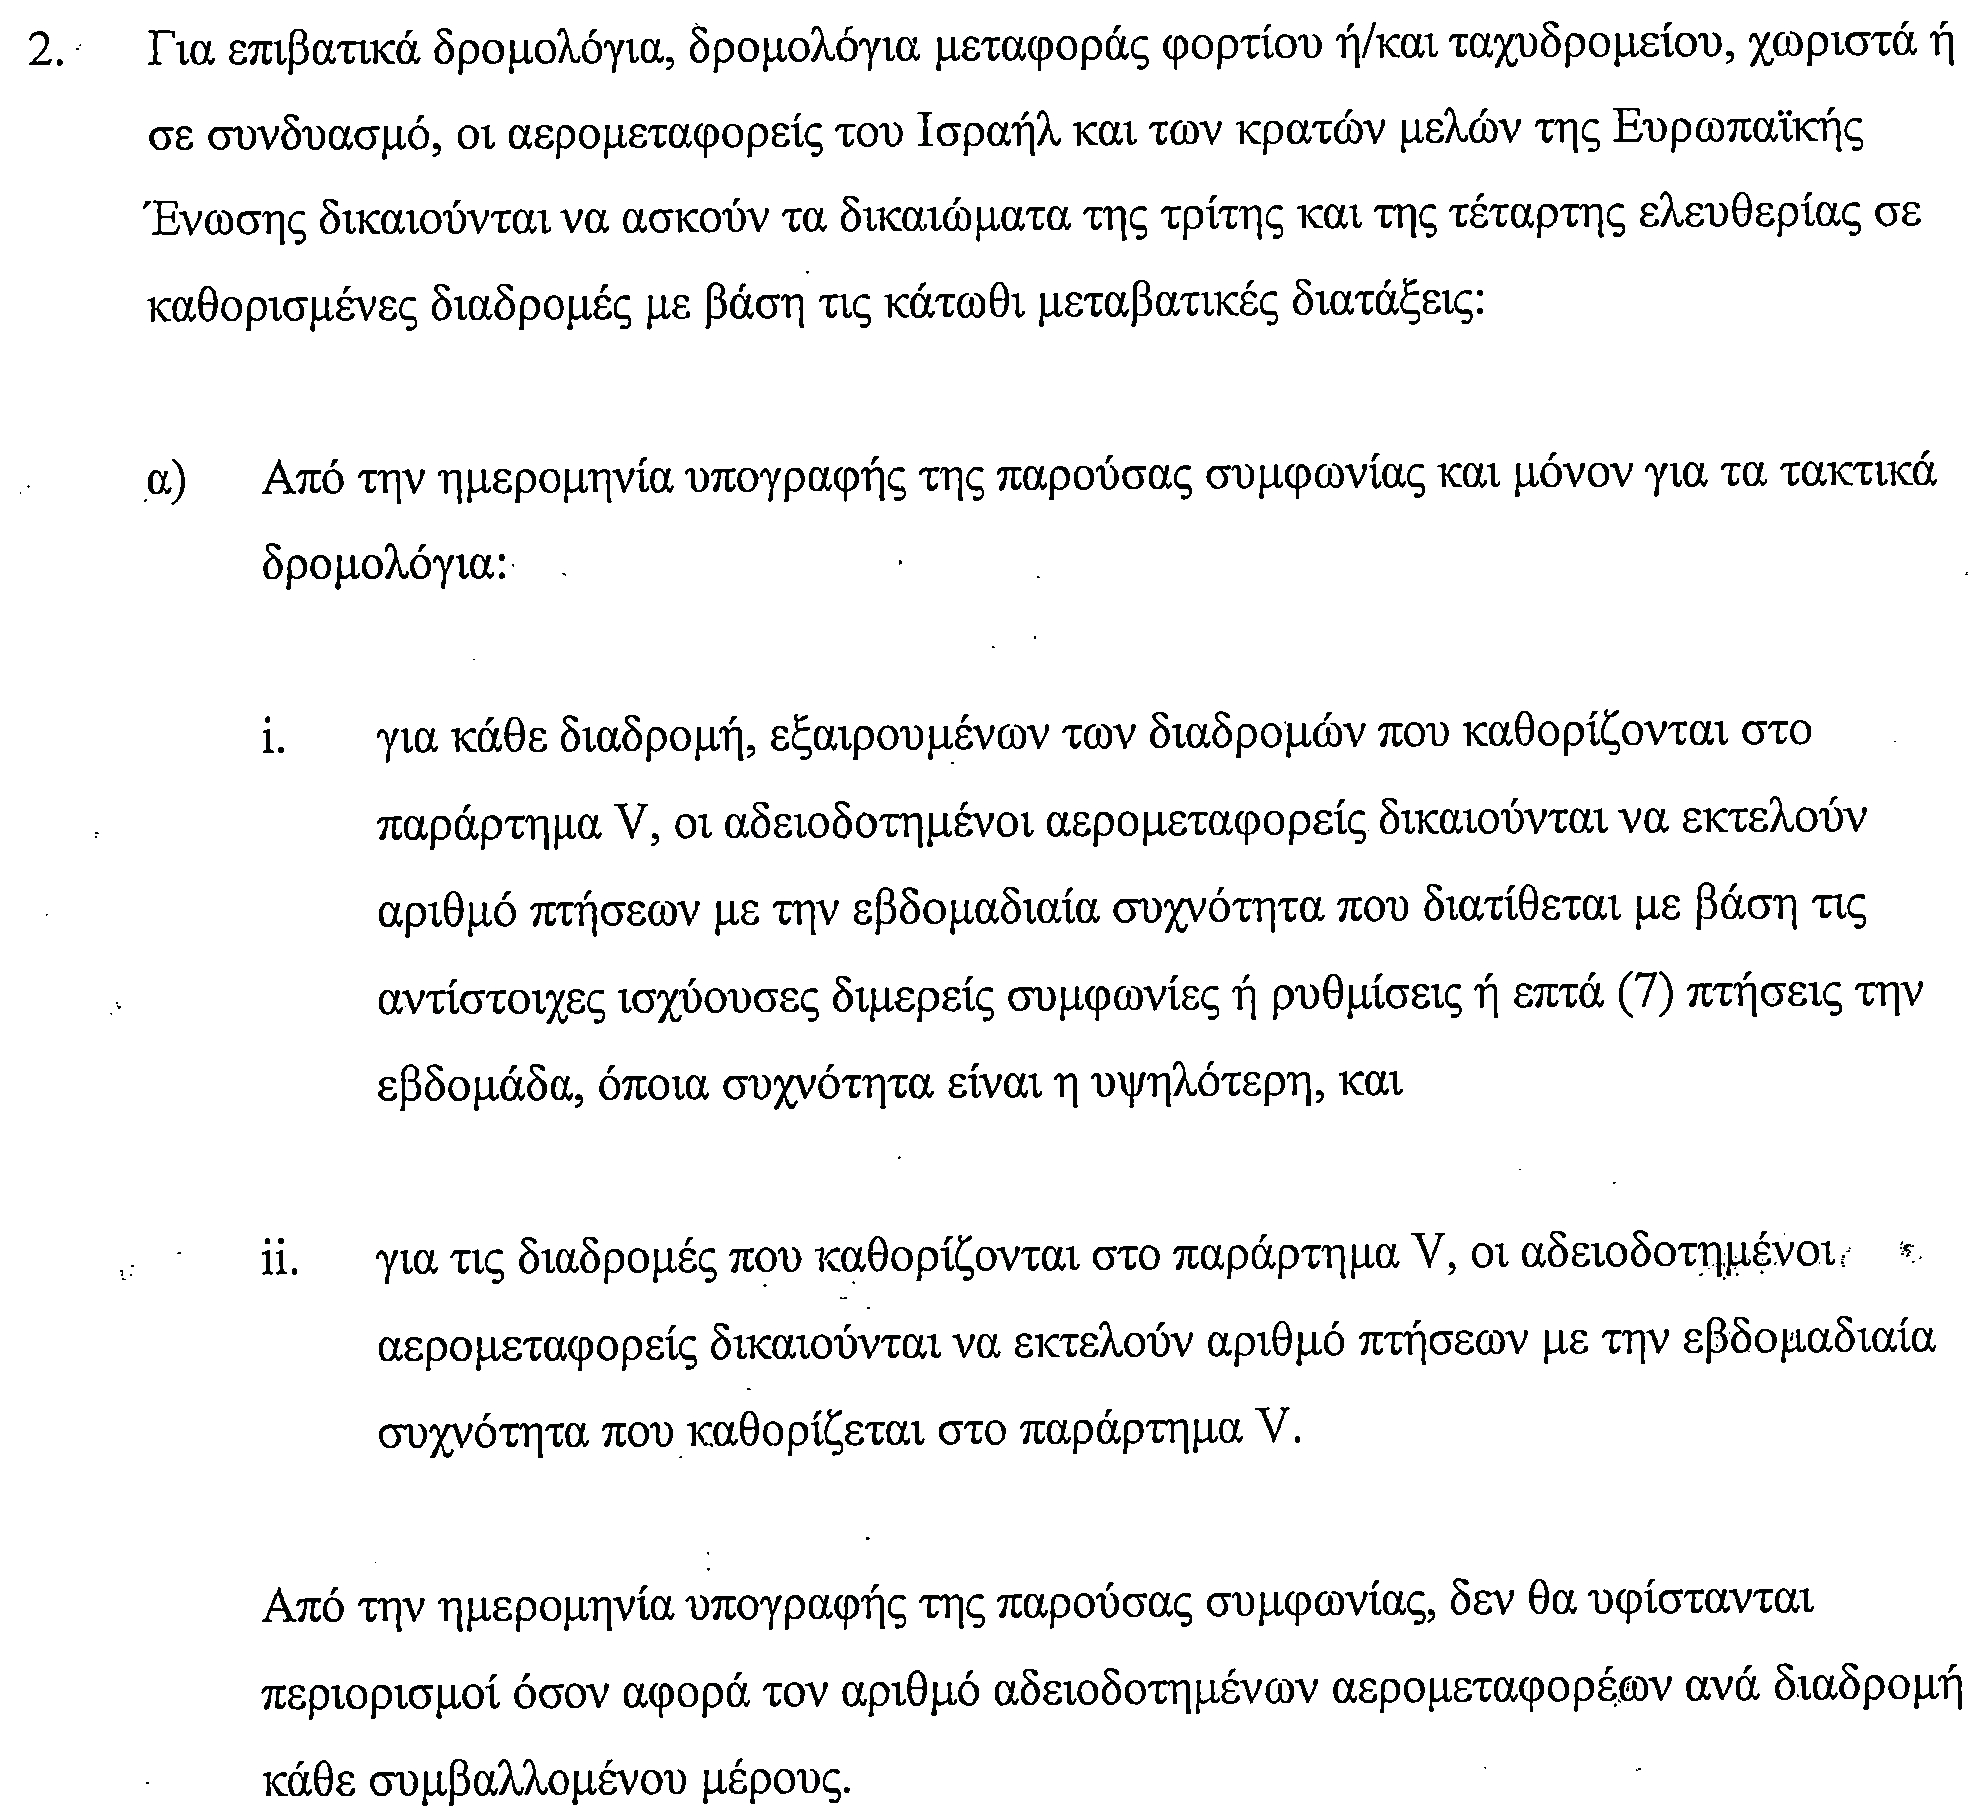 2. Για επιβατικά δρομολόγια, δρομολόγια μεταφοράς φορτίου ή/και ταχυδρομείου, χωριστά ή
σε συνδυασμό, οι αερομεταφορείς του Ισραήλ και των κρατών μελών της Ευρωπαϊκής
Ένωσης δικαιούνται να ασκούν τα δικαιώματα της τρίτης και της τέταρτης ελευθερίας σε
καθορισμένες διαδρομές με βάση τις κάτωθι μεταβατικές διατάξεις:
α) Από την ημερομηνία υπογραφής της παρούσας συμφωνίας και μόνον για τα τακτικά
δρομολόγια:
i. για κάθε διαδρομή, εξαιρουμένων των διαδρομών που καθορίζονται στο
παράρτημα V, οι αδειοδοτημένοι αερομεταφορείς δικαιούνται να εκτελούν
αριθμό πτήσεων με την εβδομαδιαία συχνότητα που διατίθεται με βάση τις
αντίστοιχες ισχύουσες διμερείς συμφωνίες ή ρυθμίσεις ή επτά (7) πτήσεις την
εβδομάδα, όποια συχνότητα είναι η υψηλότερη, και
ii. για τις διαδρομές που καθορίζονται στο παράρτημα V, οι αδειοδοτημένοι
αερομεταφορείς δικαιούνται να εκτελούν αριθμό πτήσεων με την εβδομαδιαία
συχνότητα που καθορίζεται στο παράρτημα V.
Από την ημερομηνία υπογραφής της παρούσας συμφωνίας, δεν θα υφίστανται
περιορισμοί όσον αφορά τον αριθμό αδειοδοτημένων αερομεταφορέων ανά διαδρομή
κάθε συμβαλλομένου μέρους.